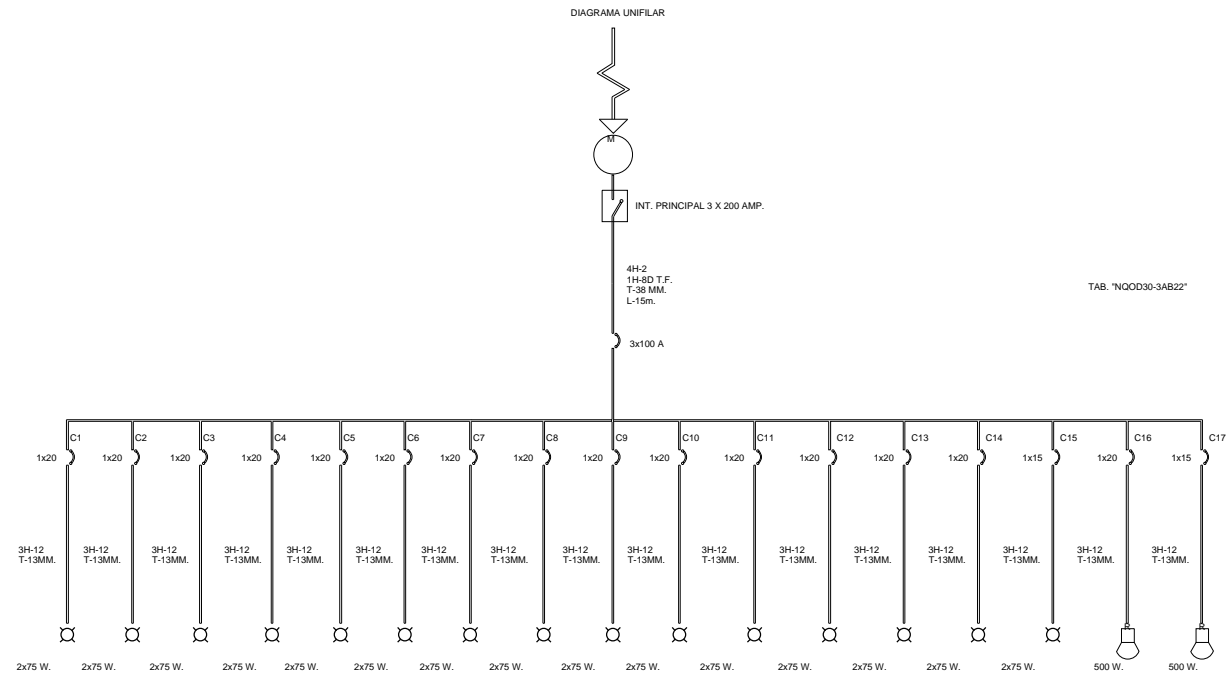 DIAGRAMA UNIFILAR
M
INT. PRINCIPAL 3 X 200 AMP.
4H-2
1H-8D T.F.
T-38 MM.
L-15m.
TAB. "NQOD30-3AB22"
3x100 A
C1 C2 C3 C4 C5 C6 C7 C8 C9 C10 C11 C12 C13 C14 C15 C16 C17
1x20 1x20 1x20 1x20 1x20 1x20 1x20 1x20 1x20 1x20 1x20 1x20 1x20 1x20 1x15 1x20 1x15
3H-12 3H-12 3H-12 3H-12 3H-12 3H-12 3H-12 3H-12 3H-12 3H-12 3H-12 3H-12 3H-12 3H-12 3H-12 3H-12 3H-12
T-13MM. T-13MM. T-13MM. T-13MM. T-13MM. T-13MM. T-13MM. T-13MM. T-13MM. T-13MM. T-13MM. T-13MM. T-13MM. T-13MM. T-13MM. T-13MM. T-13MM.
2x75 W. 2x75 W. 2x75 W. 2x75 W. 2x75 W. 2x75 W. 2x75 W. 2x75 W. 2x75 W. 2x75 W. 2x75 W. 2x75 W. 2x75 W. 2x75 W. 2x75 W. 500 W. 500 W.